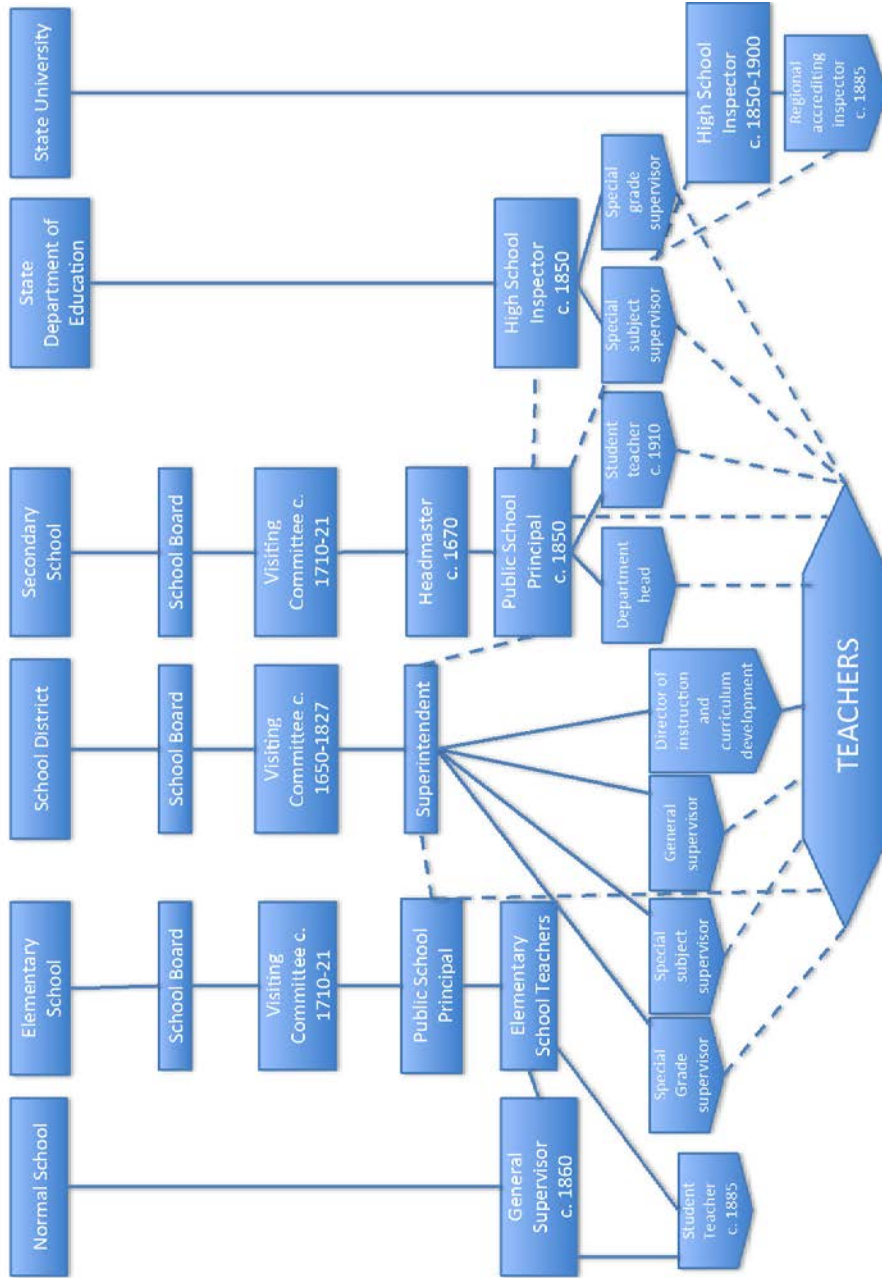 Normal School
General
Supervisor
c. 1860
Student
Teacher
c. 1885
Elementary
School
School Board
Visiting
Committee c.
1710-21
Public School
Principal
Elementary
School Teachers
School District
School Board
Visiting
Committee c.
1650-1827
Superintendent
Special
Grade
supervisor
Special
subject
supervisor
General
supervisor
Director of
instruction
and
curriculum
development
Secondary
School
School Board
Visiting
Committee c.
1710-21
Headmaster
c. 1670
Public School
Principal
c. 1850
Department
head
Student
teacher
c. 1910
State
Department of
Education
High School
Inspector
c. 1850
Special
subject
supervisor
Special
grade
supervisor
State University
High School
Inspector
c. 1850-1900
Regional
accrediting
inspector
c. 1885
TEACHERS